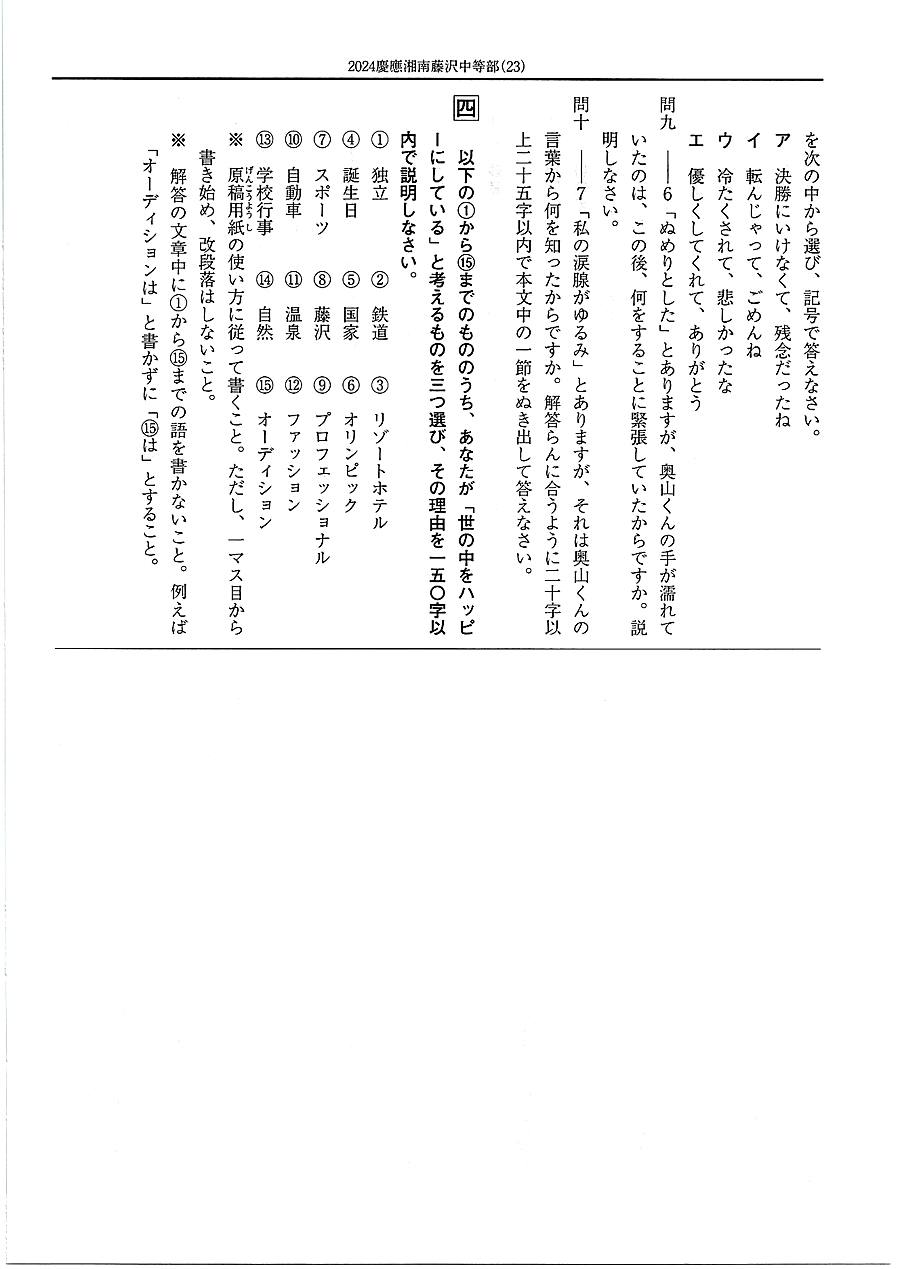 2024慶應湘南藤沢中等部(23)
を次の中から選び、記号で答えなさい。
ア 決勝にいけなくて、残念だったね
イ 転んじゃって、ごめんね
ウ 冷たくされて、悲しかったな
エ 優しくしてくれて、ありがとう
問九 ――6「ぬめりとした」とありますが、奥山くんの手が濡れて
いたのは、この後、何をすることに緊張していたからですか。説
明しなさい。
問十 ――7「私の涙腺がゆるみ」とありますが、それは奥山くんの
言葉から何を知ったからですか。解答らんに合うように二十字以
上二十五字以内で本文中の一節をぬき出して答えなさい。
四 以下の①から⑮までのもののうち、あなたが「世の中をハッピ
ーにしている」と考えるものを三つ選び、その理由を一五〇字以
内で説明しなさい。
① 独立 ② 鉄道 ③ リゾートホテル
④ 誕生日 ⑤ 国家 ⑥ オリンピック
⑦ スポーツ ⑧ 藤沢 ⑨ プロフェッショナル
⑩ 自動車 ⑪ 温泉 ⑫ ファッション
⑬ 学校行事 ⑭ 自然 ⑮ オーディション
※ 原稿用紙の使い方に従って書くこと。ただし、一マス目から
げんこうようし
書き始め、改段落はしないこと。
※ 解答の文章中に①から⑮までの語を書かないこと。例えば
「オーディションは」と書かずに「⑮は」とすること。